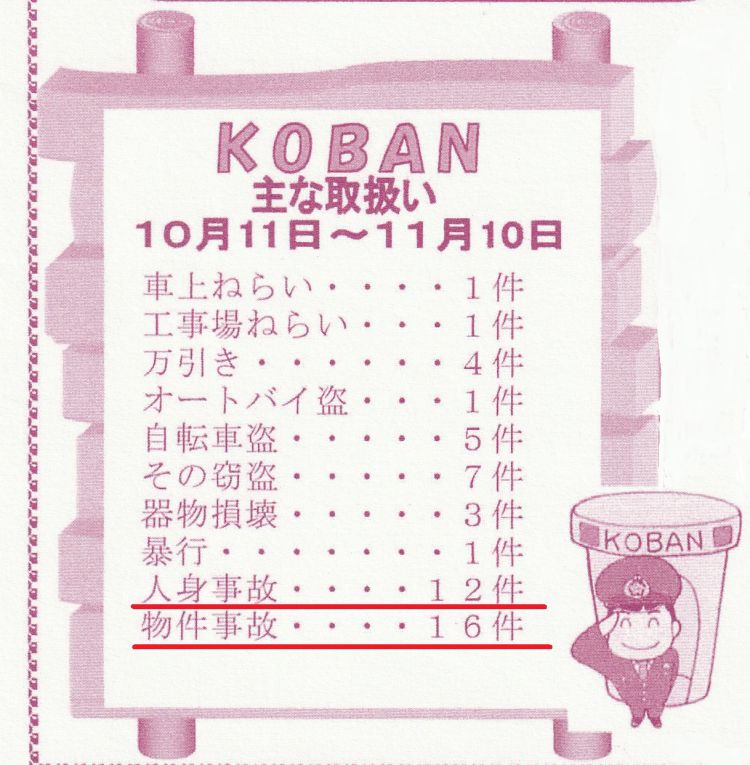 KOBAN
主な取扱い
10月11日～11月10日
車上ねらい・・・・1件
工事場ねらい・・・1件
万引き・・・・・・4件
オートバイ盗・・・1件
自転車盗・・・・・5件
その窃盗・・・・・7件
器物損壊・・・・・3件
暴行・・・・・・・1件
人身事故・・・・12件
物件事故・・・・16件
KOBAN